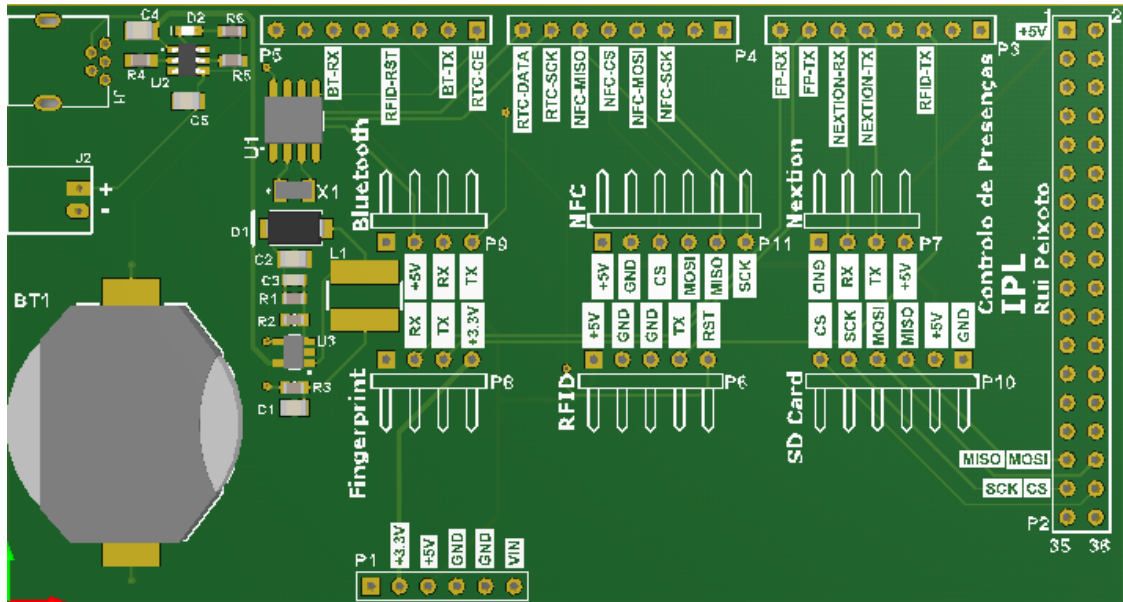 C4
D2
R6
R4
U2
R5
J1
C5
J2
+
-
P5
BT-RX
RFID-RST
BT-TX
RTC-CE
RTC-DATA
RTC-SCK
NFC-MISO
NFC-CS
NFC-MOSI
NFC-SCK
P4
FP-RX
FP-TX
NEXTION-RX
NEXTION-TX
RFID-TX
P3
+5V
1
2
U1
X1
D1
C2
L1
C3
R1
R2
U3
R3
C1
BT1
Bluetooth
P9
+5V
RX
TX
NFC
P11
+5V
GND
CS
MOSI
MISO
SCK
Nextion
P7
GND
RX
TX
+5V
Controlo de Presenças
IPL
Rui Peixoto
RX
TX
+3.3V
Fingerprint
P8
+5V
GND
GND
TX
RST
RFID
P6
CS
SCK
MOSI
MISO
+5V
GND
SD Card
P10
MISO MOSI
SCK CS
P2
35 36
P1
+3.3V
+5V
GND
GND
VIN